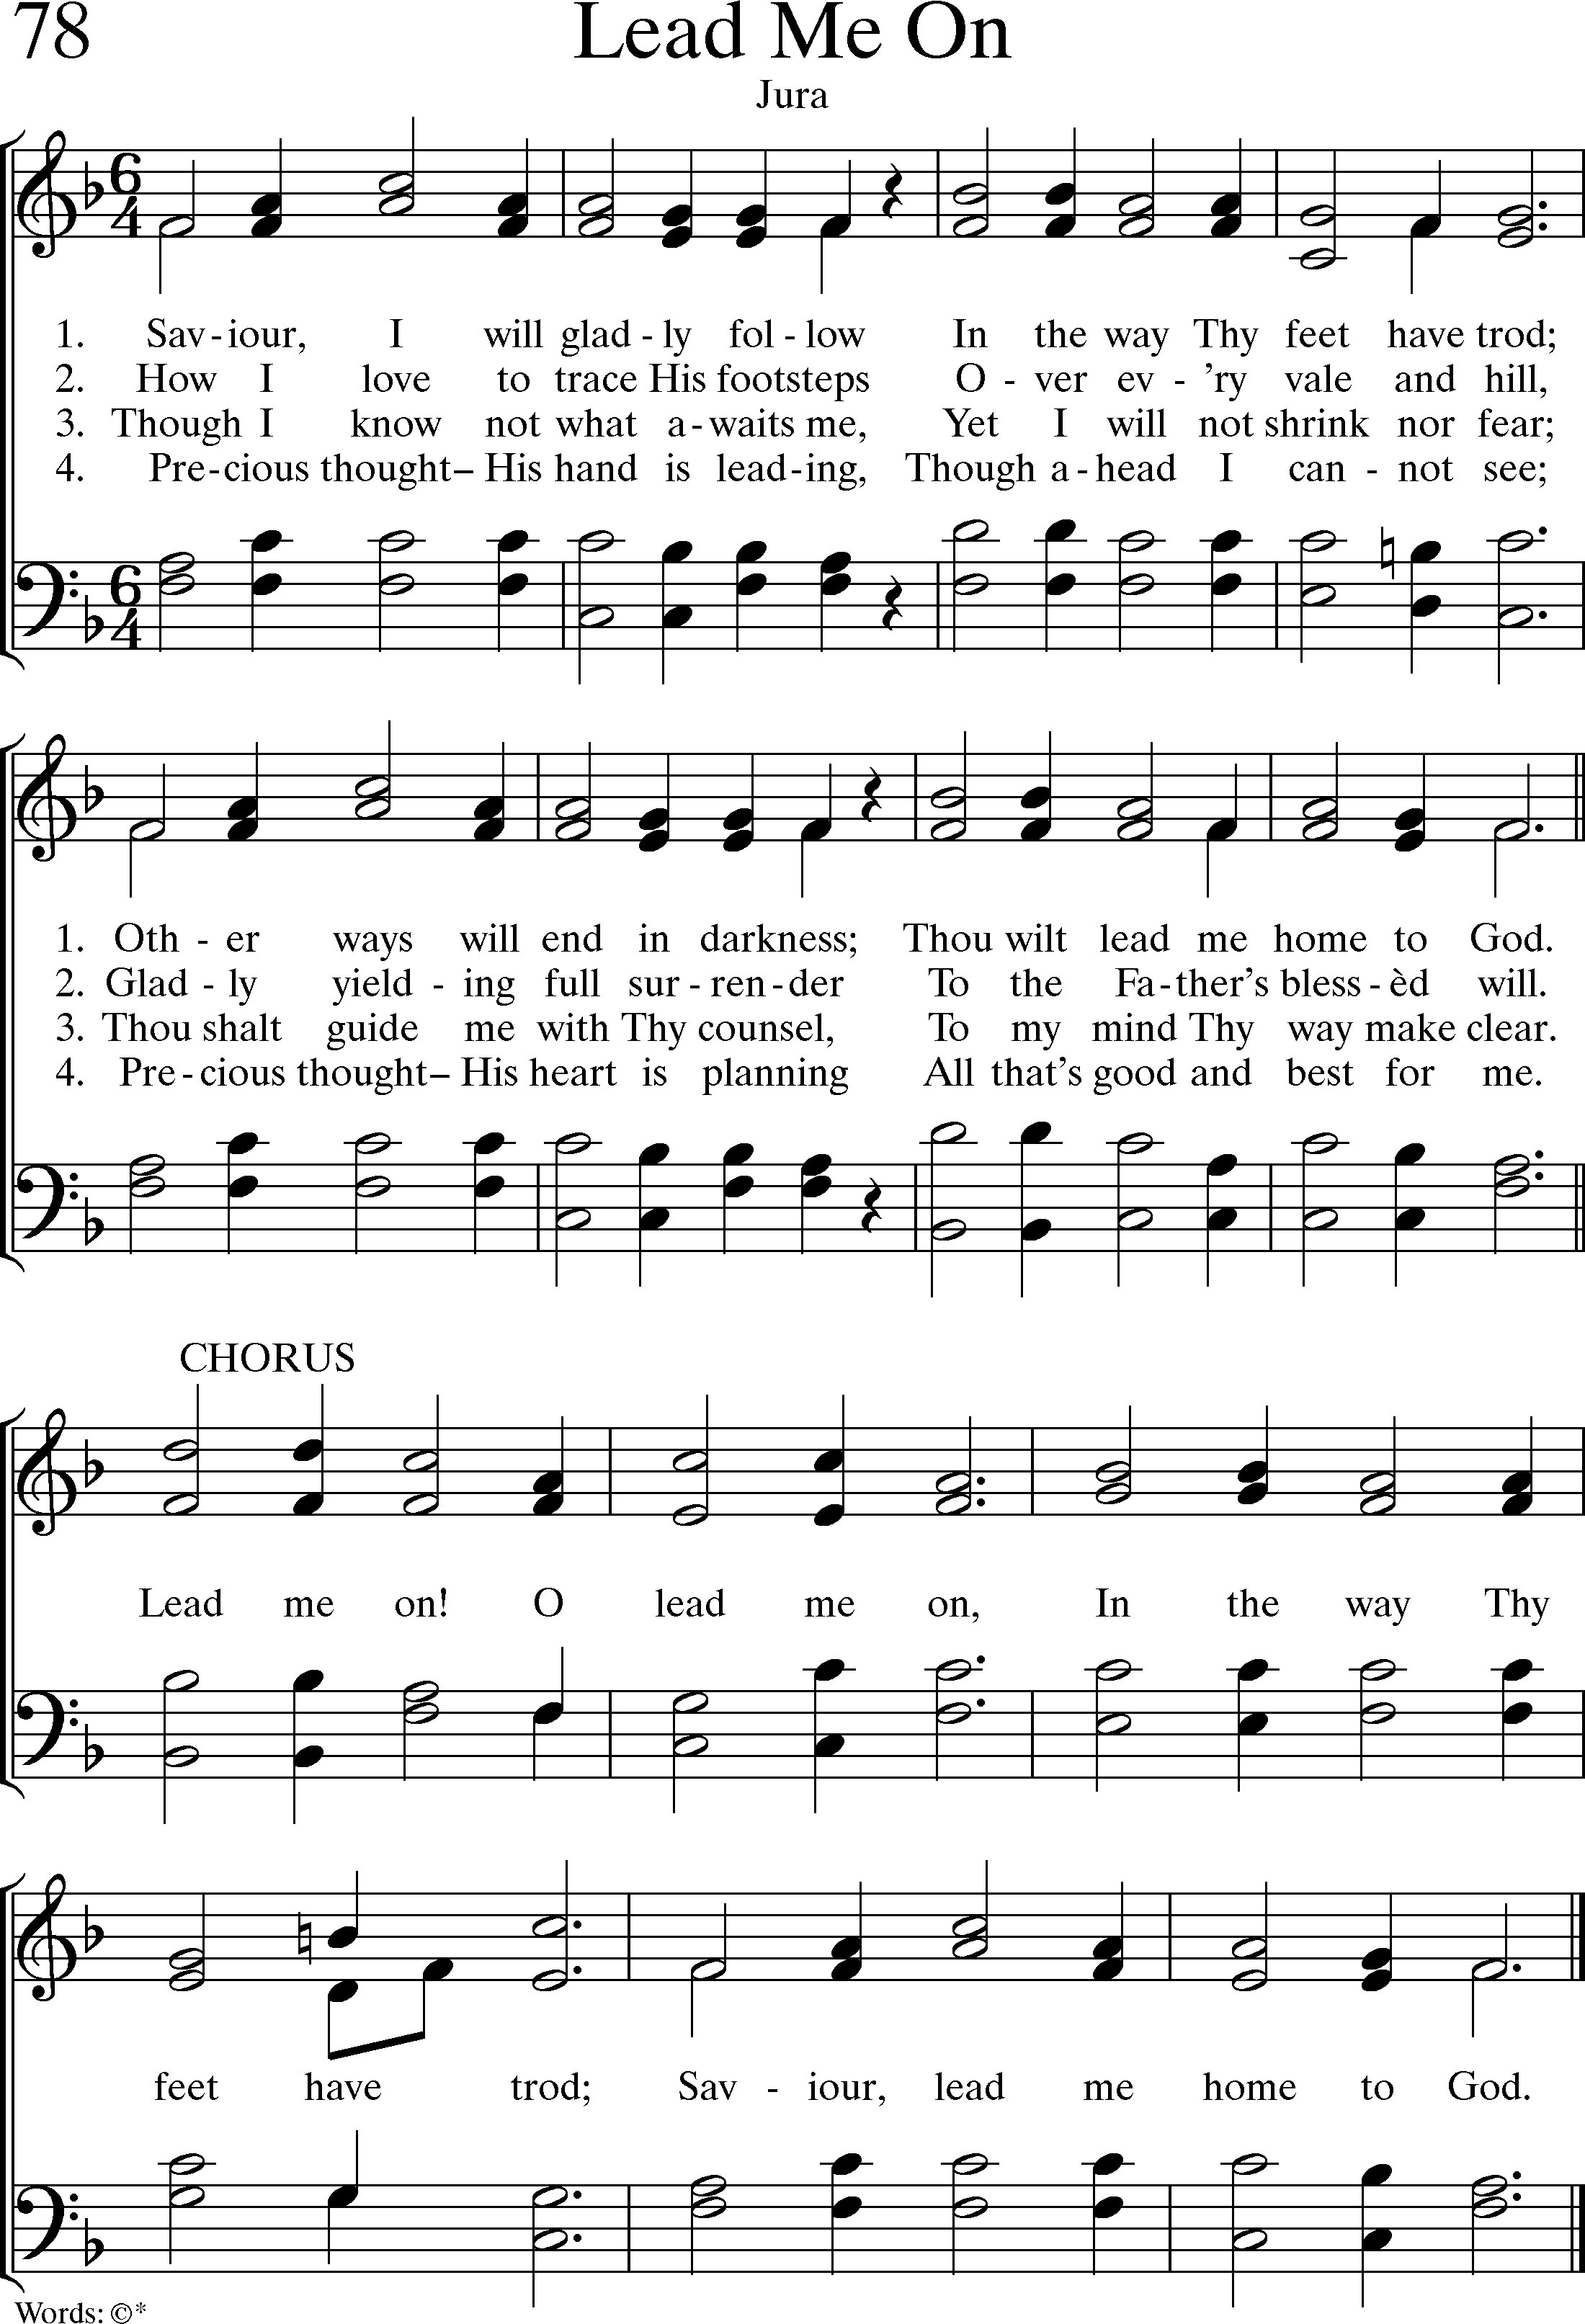 78 Lead Me On
Jura
1. Sav-iour, I will glad-ly fol-low In the way Thy feet have trod;
2. How I love to trace His footsteps O-ver ev-'ry vale and hill,
3. Though I know not what a-waits me, Yet I will not shrink nor fear;
4. Pre-cious thought– His hand is lead-ing, Though a-head I can-not see;
1. Oth-er ways will end in darkness; Thou wilt lead me home to God.
2. Glad-ly yield-ing full sur-ren-der To the Fa-ther's bless-èd will.
3. Thou shalt guide me with Thy counsel, To my mind Thy way make clear.
4. Pre-cious thought– His heart is planning All that's good and best for me.
CHORUS
Lead me on! O lead me on, In the way Thy
feet have trod; Sav-iour, lead me home to God.
Words: ©*